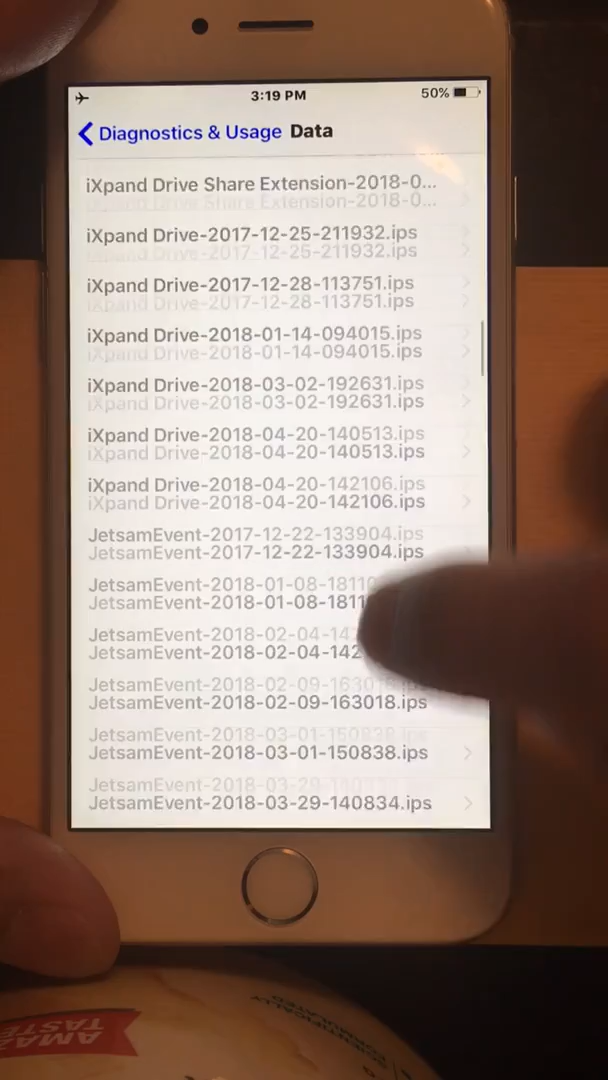 3:19 PM
50%
Diagnostics & Usage Data
iXpand Drive Share Extension-2018-0...
iXpand Drive-2017-12-25-211932.ips
iXpand Drive-2017-12-28-113751.ips
iXpand Drive-2018-01-14-094015.ips
iXpand Drive-2018-03-02-192631.ips
iXpand Drive-2018-04-20-140513.ips
iXpand Drive-2018-04-20-142106.ips
JetsamEvent-2017-12-22-133904.ips
JetsamEvent-2018-01-08-1811
JetsamEvent-2018-02-04-142
JetsamEvent-2018-02-09-163018.ips
JetsamEvent-2018-03-01-150838.ips
JetsamEvent-2018-03-29-140834.ips
SCIENTIFICALLY
FORMULATED